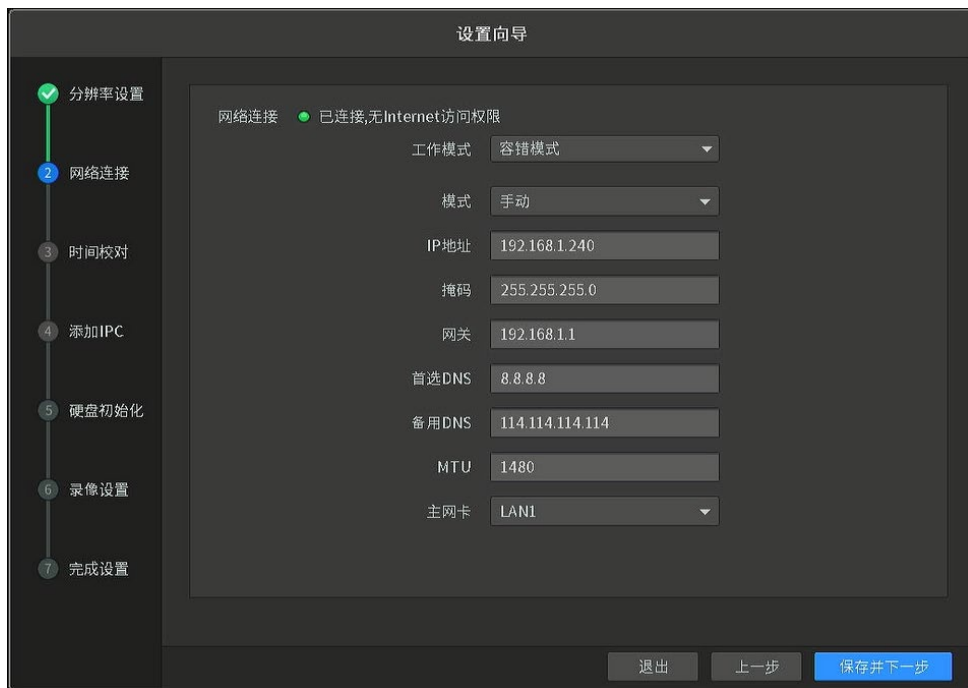 设置向导
分辨率设置
2 网络连接
3 时间校对
4 添加IPC
5 硬盘初始化
6 录像设置
7 完成设置
网络连接 已连接,无Internet访问权限
工作模式 容错模式
模式 手动
IP地址 192.168.1.240
掩码 255.255.255.0
网关 192.168.1.1
首选DNS 8.8.8.8
备用DNS 114.114.114.114
MTU 1480
主网卡 LAN1
退出 上一步 保存并下一步